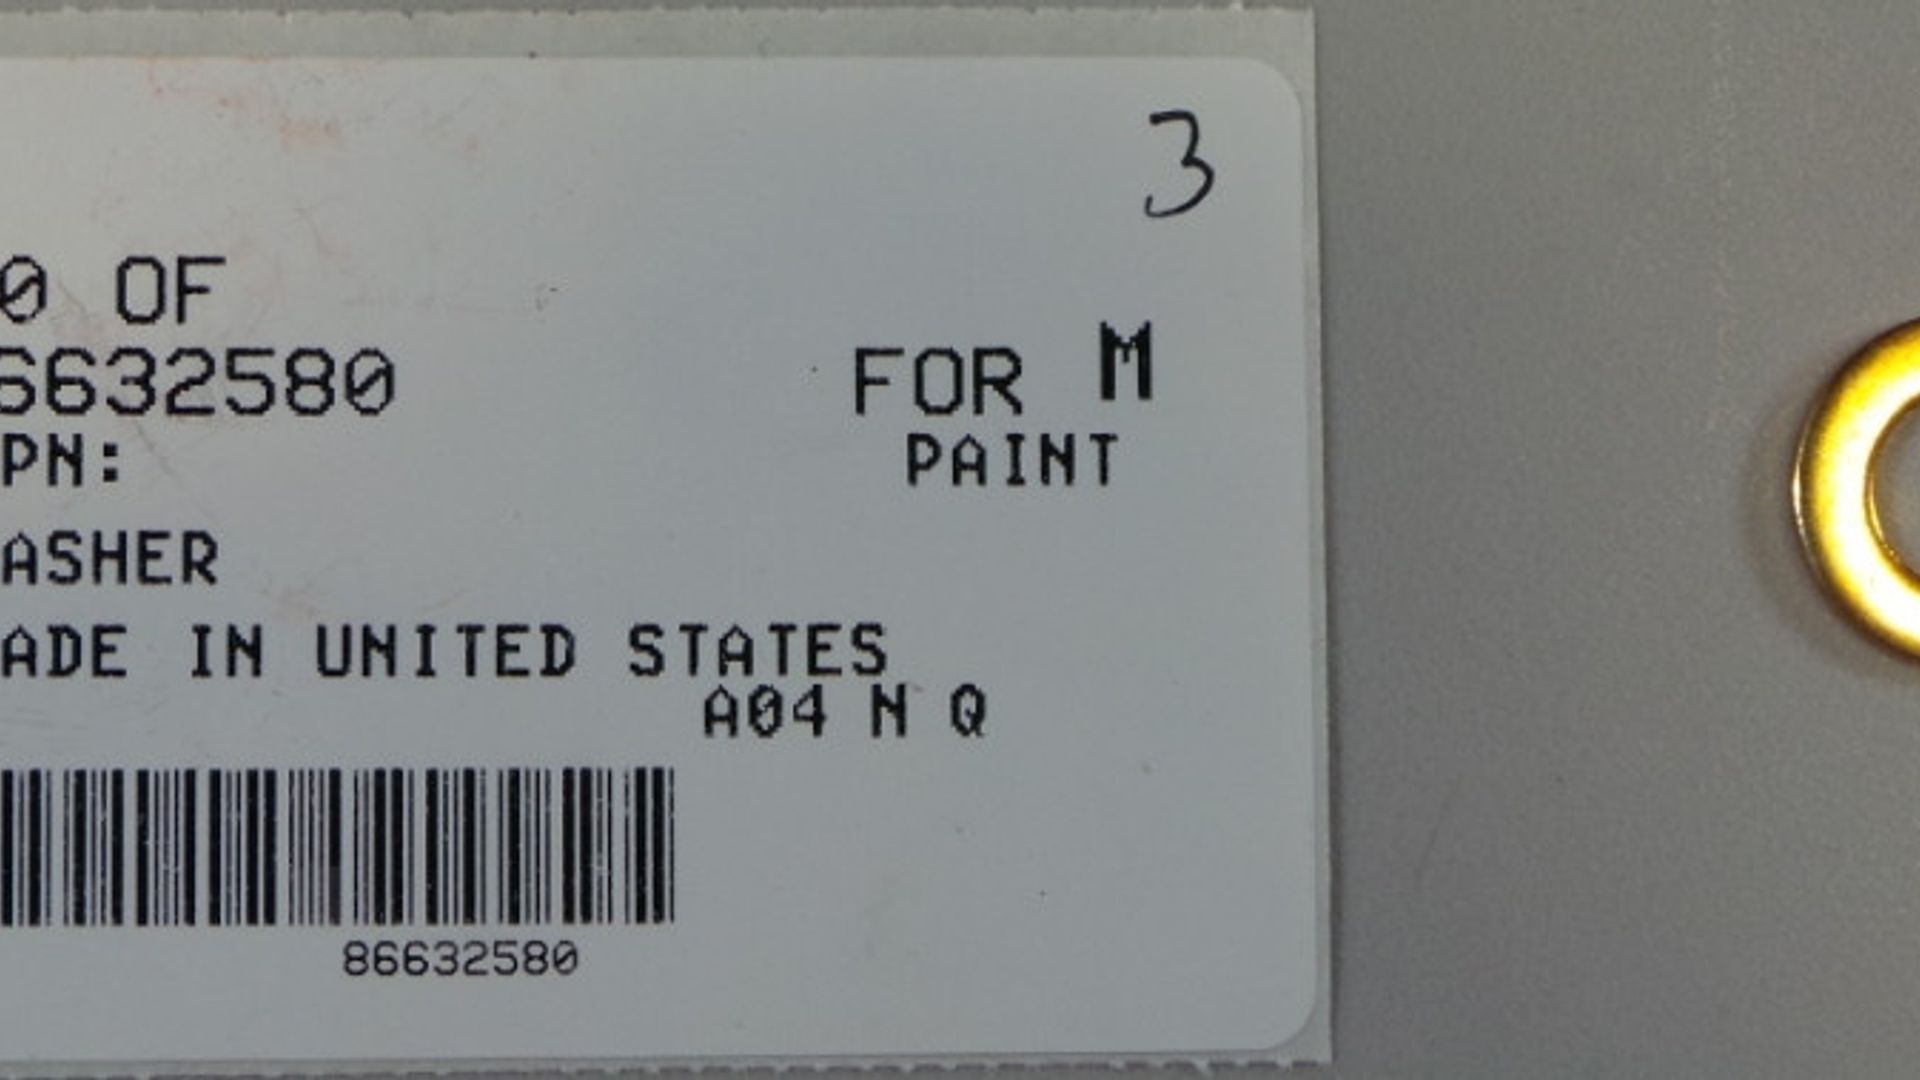 3
0 OF
6632580 FOR M
PN: PAINT
ASHER
ADE IN UNITED STATES
A04 N Q
86632580